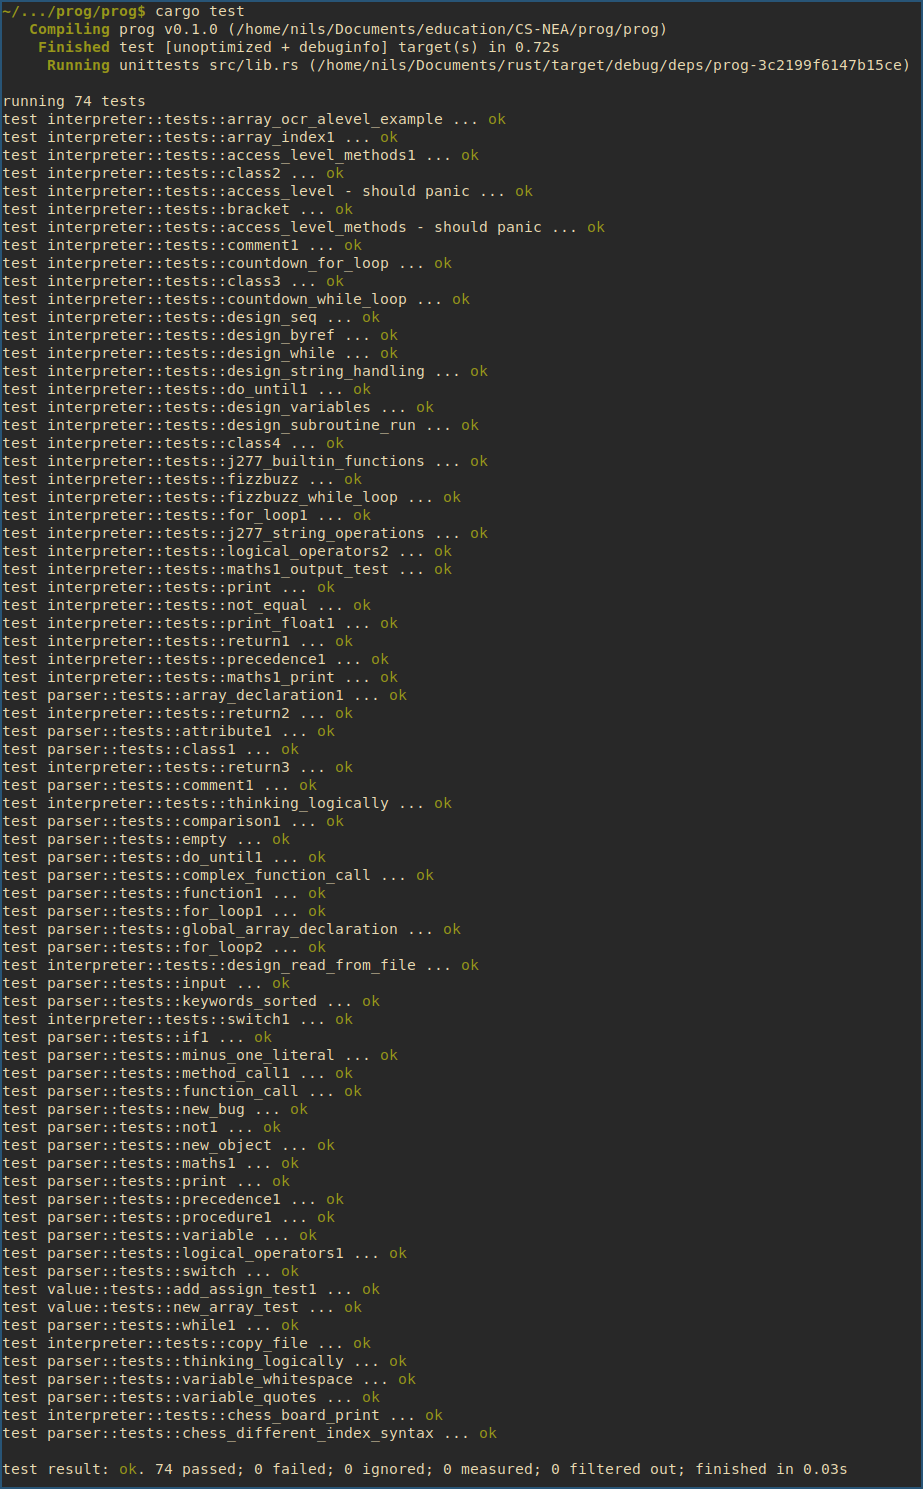 ~/.../prog/prog$ cargo test
   Compiling prog v0.1.0 (/home/nils/Documents/education/CS-NEA/prog/prog)
    Finished test [unoptimized + debuginfo] target(s) in 0.72s
     Running unittests src/lib.rs (/home/nils/Documents/rust/target/debug/deps/prog-3c2199f6147b15ce)

running 74 tests
test interpreter::tests::array_ocr_alevel_example ... ok
test interpreter::tests::array_index1 ... ok
test interpreter::tests::access_level_methods1 ... ok
test interpreter::tests::class2 ... ok
test interpreter::tests::access_level - should panic ... ok
test interpreter::tests::bracket ... ok
test interpreter::tests::access_level_methods - should panic ... ok
test interpreter::tests::comment1 ... ok
test interpreter::tests::countdown_for_loop ... ok
test interpreter::tests::class3 ... ok
test interpreter::tests::countdown_while_loop ... ok
test interpreter::tests::design_seq ... ok
test interpreter::tests::design_byref ... ok
test interpreter::tests::design_while ... ok
test interpreter::tests::design_string_handling ... ok
test interpreter::tests::do_until1 ... ok
test interpreter::tests::design_variables ... ok
test interpreter::tests::design_subroutine_run ... ok
test interpreter::tests::class4 ... ok
test interpreter::tests::j277_builtin_functions ... ok
test interpreter::tests::fizzbuzz ... ok
test interpreter::tests::fizzbuzz_while_loop ... ok
test interpreter::tests::for_loop1 ... ok
test interpreter::tests::j277_string_operations ... ok
test interpreter::tests::logical_operators2 ... ok
test interpreter::tests::maths1_output_test ... ok
test interpreter::tests::print ... ok
test interpreter::tests::not_equal ... ok
test interpreter::tests::print_float1 ... ok
test interpreter::tests::return1 ... ok
test interpreter::tests::precedence1 ... ok
test interpreter::tests::maths1_print ... ok
test parser::tests::array_declaration1 ... ok
test interpreter::tests::return2 ... ok
test parser::tests::attribute1 ... ok
test parser::tests::class1 ... ok
test interpreter::tests::return3 ... ok
test parser::tests::comment1 ... ok
test interpreter::tests::thinking_logically ... ok
test parser::tests::comparison1 ... ok
test parser::tests::empty ... ok
test parser::tests::do_until1 ... ok
test parser::tests::complex_function_call ... ok
test parser::tests::function1 ... ok
test parser::tests::for_loop1 ... ok
test parser::tests::global_array_declaration ... ok
test parser::tests::for_loop2 ... ok
test interpreter::tests::design_read_from_file ... ok
test parser::tests::input ... ok
test parser::tests::keywords_sorted ... ok
test interpreter::tests::switch1 ... ok
test parser::tests::if1 ... ok
test parser::tests::minus_one_literal ... ok
test parser::tests::method_call1 ... ok
test parser::tests::function_call ... ok
test parser::tests::new_bug ... ok
test parser::tests::not1 ... ok
test parser::tests::new_object ... ok
test parser::tests::maths1 ... ok
test parser::tests::print ... ok
test parser::tests::precedence1 ... ok
test parser::tests::procedure1 ... ok
test parser::tests::variable ... ok
test parser::tests::logical_operators1 ... ok
test parser::tests::switch ... ok
test value::tests::add_assign_test1 ... ok
test value::tests::new_array_test ... ok
test parser::tests::while1 ... ok
test interpreter::tests::copy_file ... ok
test parser::tests::thinking_logically ... ok
test parser::tests::variable_whitespace ... ok
test parser::tests::variable_quotes ... ok
test interpreter::tests::chess_board_print ... ok
test parser::tests::chess_different_index_syntax ... ok

test result: ok. 74 passed; 0 failed; 0 ignored; 0 measured; 0 filtered out; finished in 0.03s